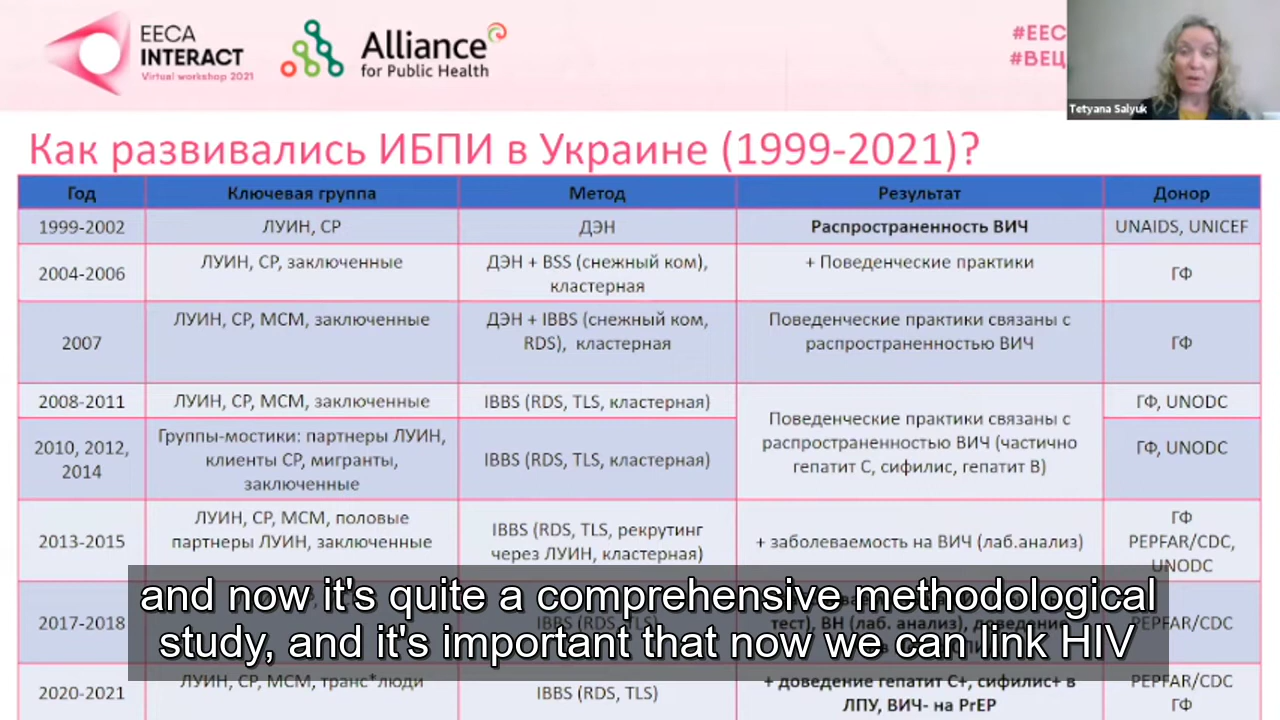 EECA
INTERACT
Virtual workshop 2021
Alliance
for Public Health
#EEC
#ВЕЦ
Tetyana Salyuk
Как развивались ИБПИ в Украине (1999-2021)?
Год Ключевая группа Метод Результат Донор
1999-2002 ЛУИН, СР ДЭН Распространенность ВИЧ UNAIDS, UNICEF
2004-2006 ЛУИН, СР, заключенные ДЭН + BSS (снежный ком), + Поведенческие практики ГФ
кластерная
2007 ЛУИН, СР, МСМ, заключенные ДЭН + IBBS (снежный ком, Поведенческие практики связаны с ГФ
RDS), кластерная распространенностью ВИЧ
2008-2011 ЛУИН, СР, МСМ, заключенные IBBS (RDS, TLS, кластерная) ГФ, UNODC
Поведенческие практики связаны с
распространенностью ВИЧ (частично
гепатит С, сифилис, гепатит В)
2010, 2012, Группы-мостики: партнеры ЛУИН, IBBS (RDS, TLS, кластерная) ГФ, UNODC
2014 клиенты СР, мигранты,
заключенные
2013-2015 ЛУИН, СР, МСМ, половые IBBS (RDS, TLS, рекрутинг + заболеваемость на ВИЧ (лаб.анализ) ГФ
партнеры ЛУИН, заключенные через ЛУИН, кластерная) PEPFAR/CDC,
UNODC
2017-2018 IBBS (RDS, TLS) тест), ВН (лаб. анализ), доведение PEPFAR/CDC
2020-2021 ЛУИН, СР, МСМ, транс*люди IBBS (RDS, TLS) + доведение гепатит С+, сифилис+ в PEPFAR/CDC
ЛПУ, ВИЧ- на PrEP ГФ
and now it's quite a comprehensive methodological
study, and it's important that now we can link HIV